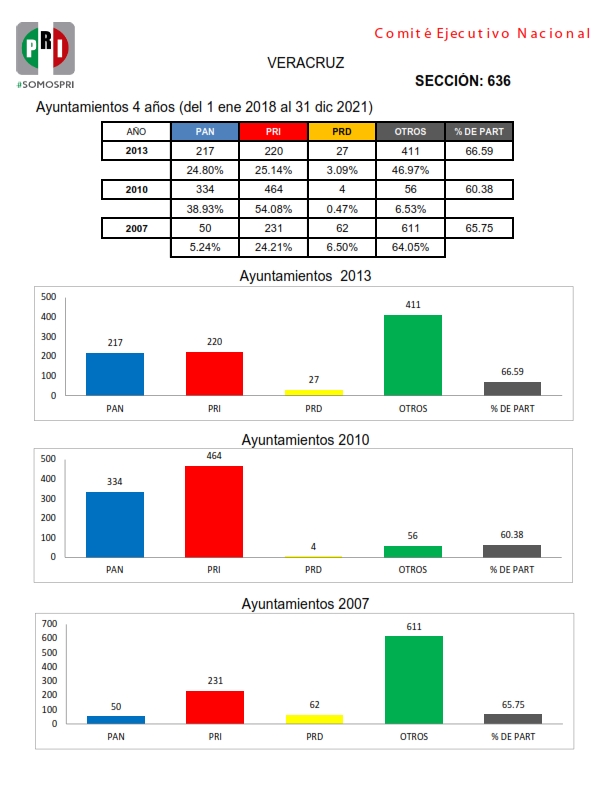 Comité Ejecutivo Nacional
PRI
#SOMOSPRI
VERACRUZ
SECCIÓN: 636
Ayuntamientos 4 años (del 1 ene 2018 al 31 dic 2021)
AÑO PAN PRI PRD OTROS % DE PART
2013 217 220 27 411 66.59
24.80% 25.14% 3.09% 46.97%
2010 334 464 4 56 60.38
38.93% 54.08% 0.47% 6.53%
2007 50 231 62 611 65.75
5.24% 24.21% 6.50% 64.05%
Ayuntamientos 2013
500
400
300
200
100
0
217 220 27 411 66.59
PAN PRI PRD OTROS % DE PART
Ayuntamientos 2010
500
400
300
200
100
0
334 464 4 56 60.38
PAN PRI PRD OTROS % DE PART
Ayuntamientos 2007
700
600
500
400
300
200
100
0
50 231 62 611 65.75
PAN PRI PRD OTROS % DE PART